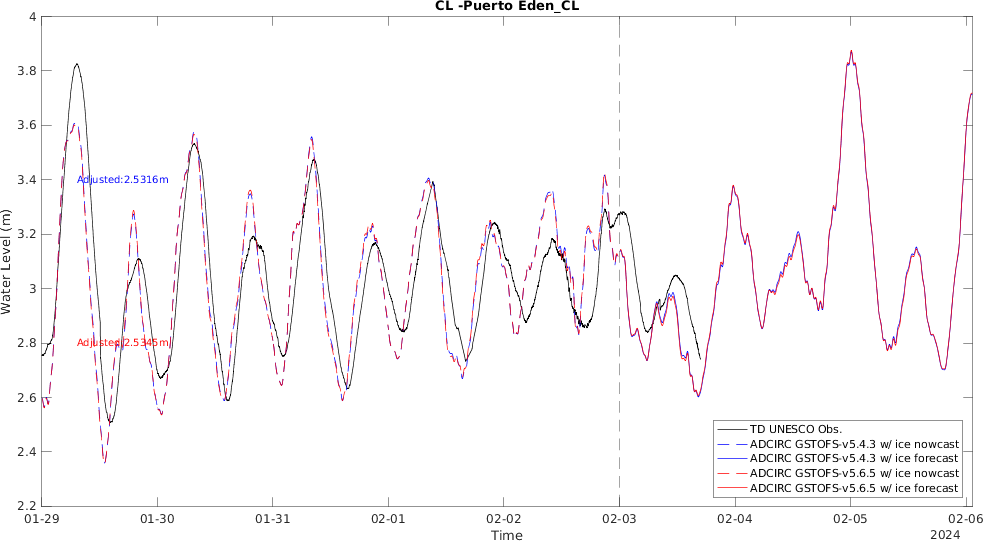 CL -Puerto Eden_CL
4
3.8
3.6
3.4
3.2
3
2.8
2.6
2.4
2.2
Water Level (m)
Adjusted:2.5316m
Adjusted:2.5345m
TD UNESCO Obs.
ADCIRC GSTOFS-v5.4.3 w/ ice nowcast
ADCIRC GSTOFS-v5.4.3 w/ ice forecast
ADCIRC GSTOFS-v5.6.5 w/ ice nowcast
ADCIRC GSTOFS-v5.6.5 w/ ice forecast
01-29 01-30 01-31 02-01 02-02 02-03 02-04 02-05 02-06
Time
2024